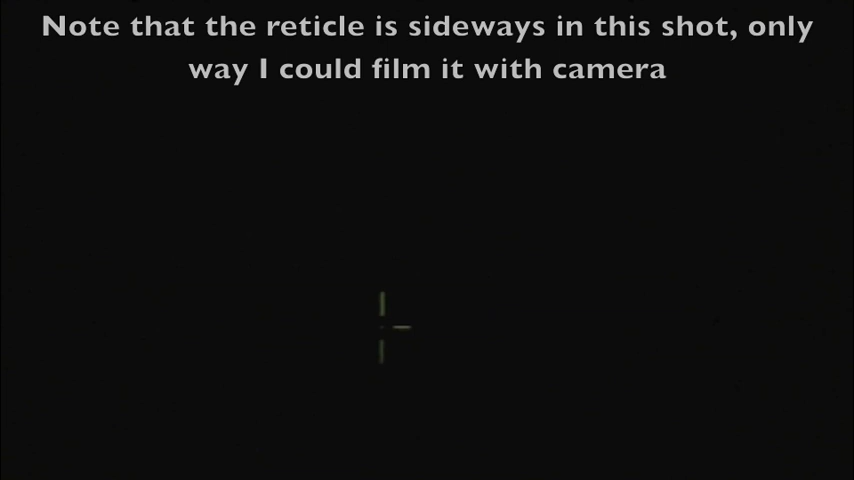 Note that the reticle is sideways in this shot, only
way I could film it with camera